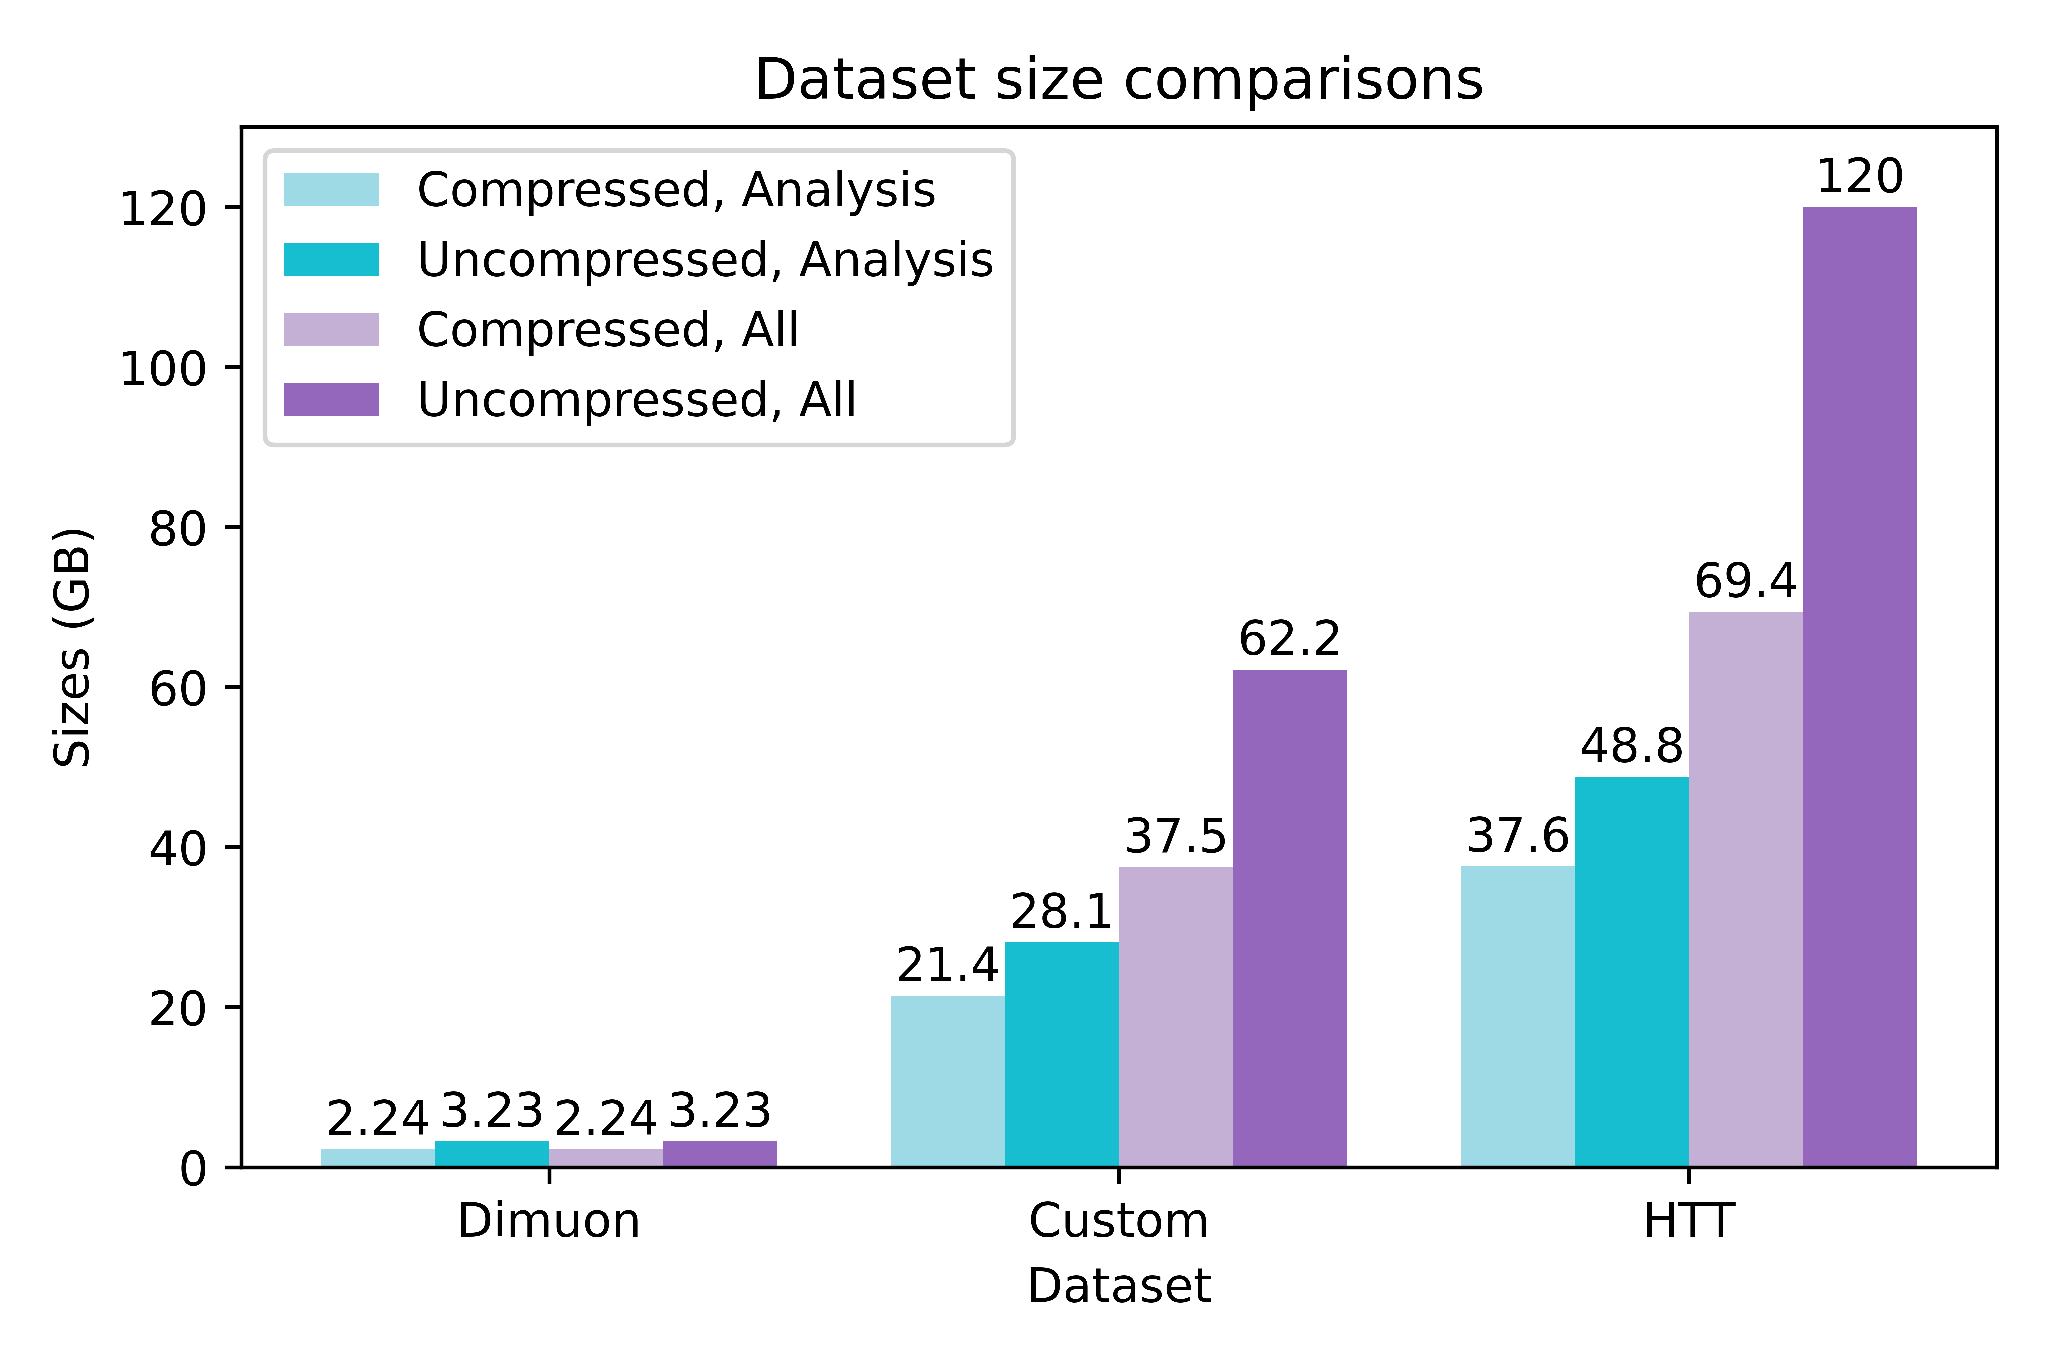 Dataset size comparisons
Compressed, Analysis
Uncompressed, Analysis
Compressed, All
Uncompressed, All
Sizes (GB)
120
100
80
60
40
20
0
2.24
3.23
2.24
3.23
21.4
28.1
37.5
62.2
37.6
48.8
69.4
120
Dimuon
Custom
HTT
Dataset